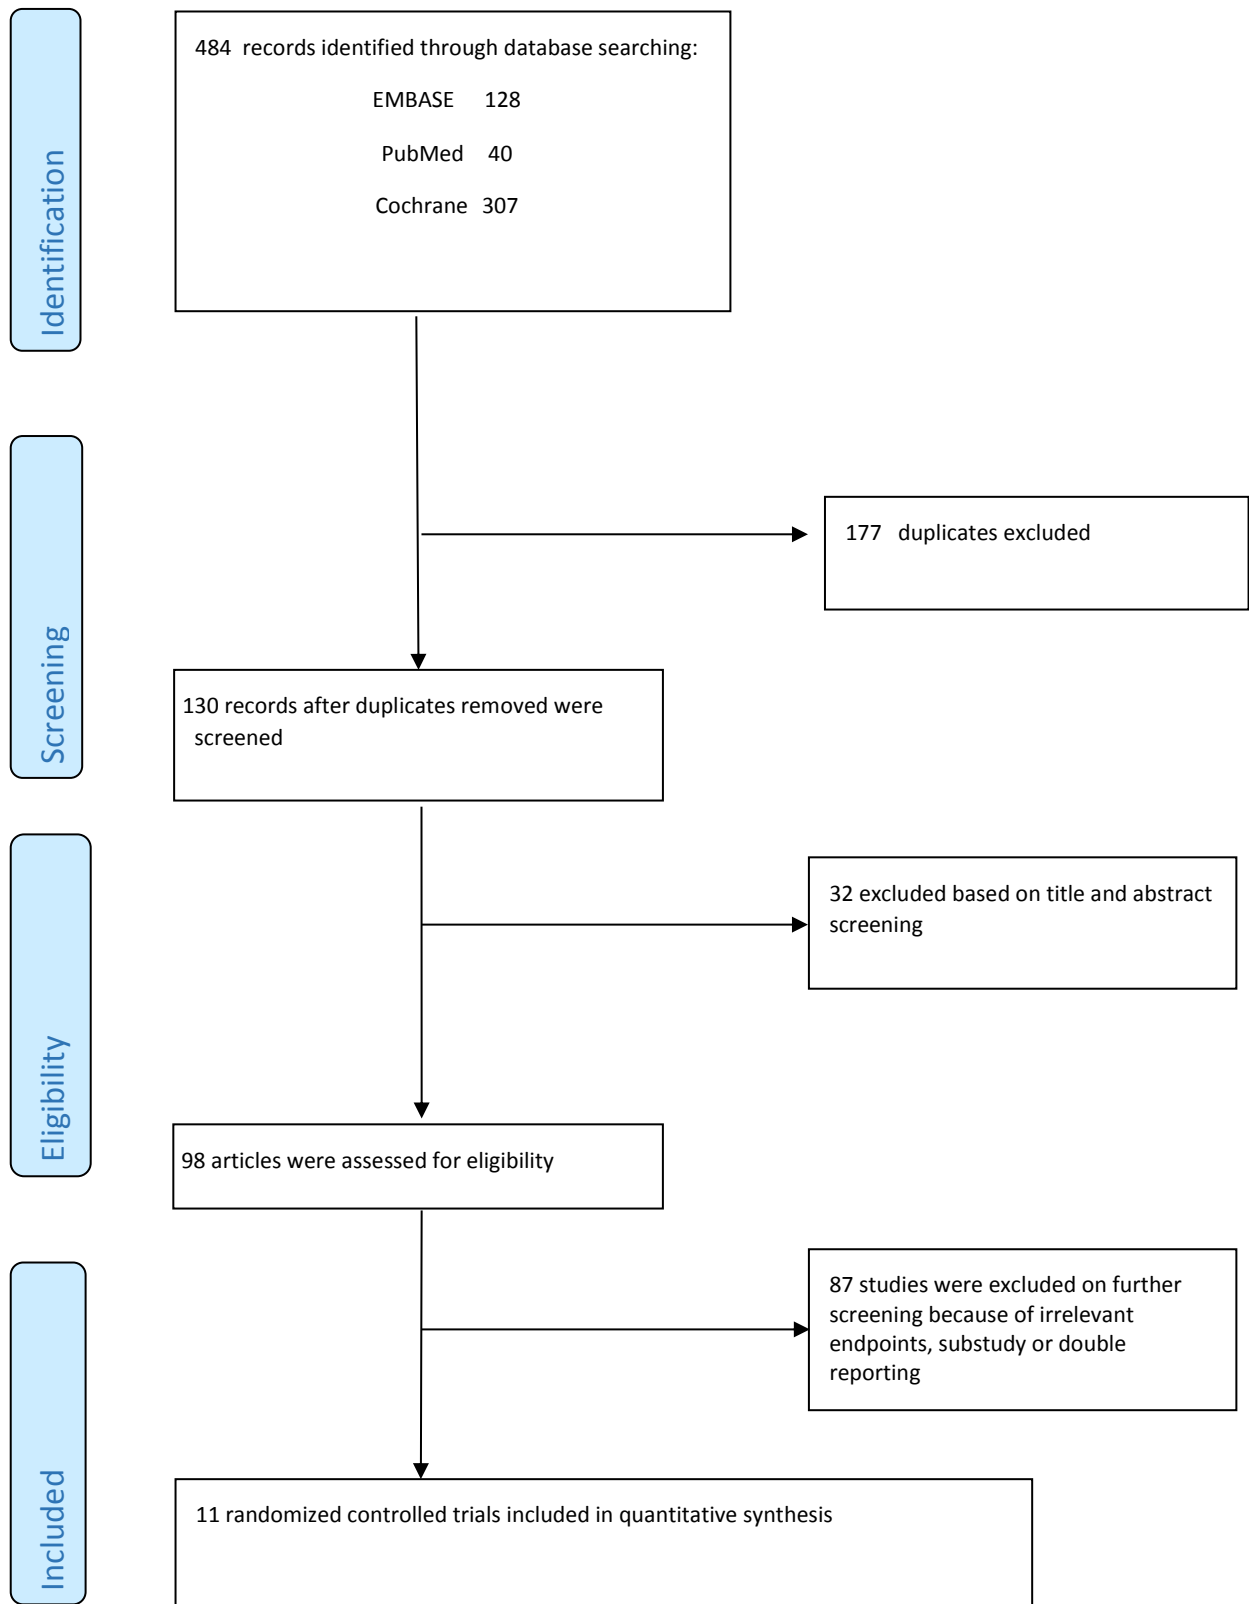 Identification
484 records identified through database searching:
EMBASE 128
PubMed 40
Cochrane 307
Screening
177 duplicates excluded
130 records after duplicates removed were
screened
Eligibility
32 excluded based on title and abstract
screening
98 articles were assessed for eligibility
Included
87 studies were excluded on further
screening because of irrelevant
endpoints, substudy or double
reporting
11 randomized controlled trials included in quantitative synthesis